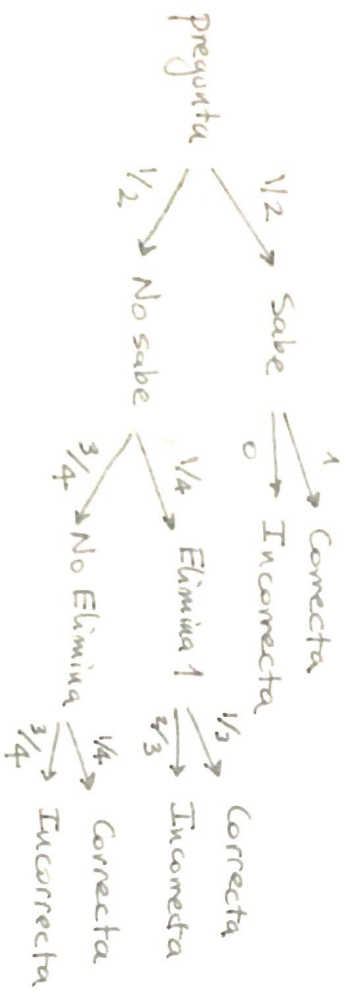 Pregunta
1/2
Sabe
1
Correcta
0
Incorrecta
1/2
No sabe
1/4
Elimina 1
1/3
Correcta
2/3
Incorrecta
3/4
No Elimina
1/4
Correcta
3/4
Incorrecta